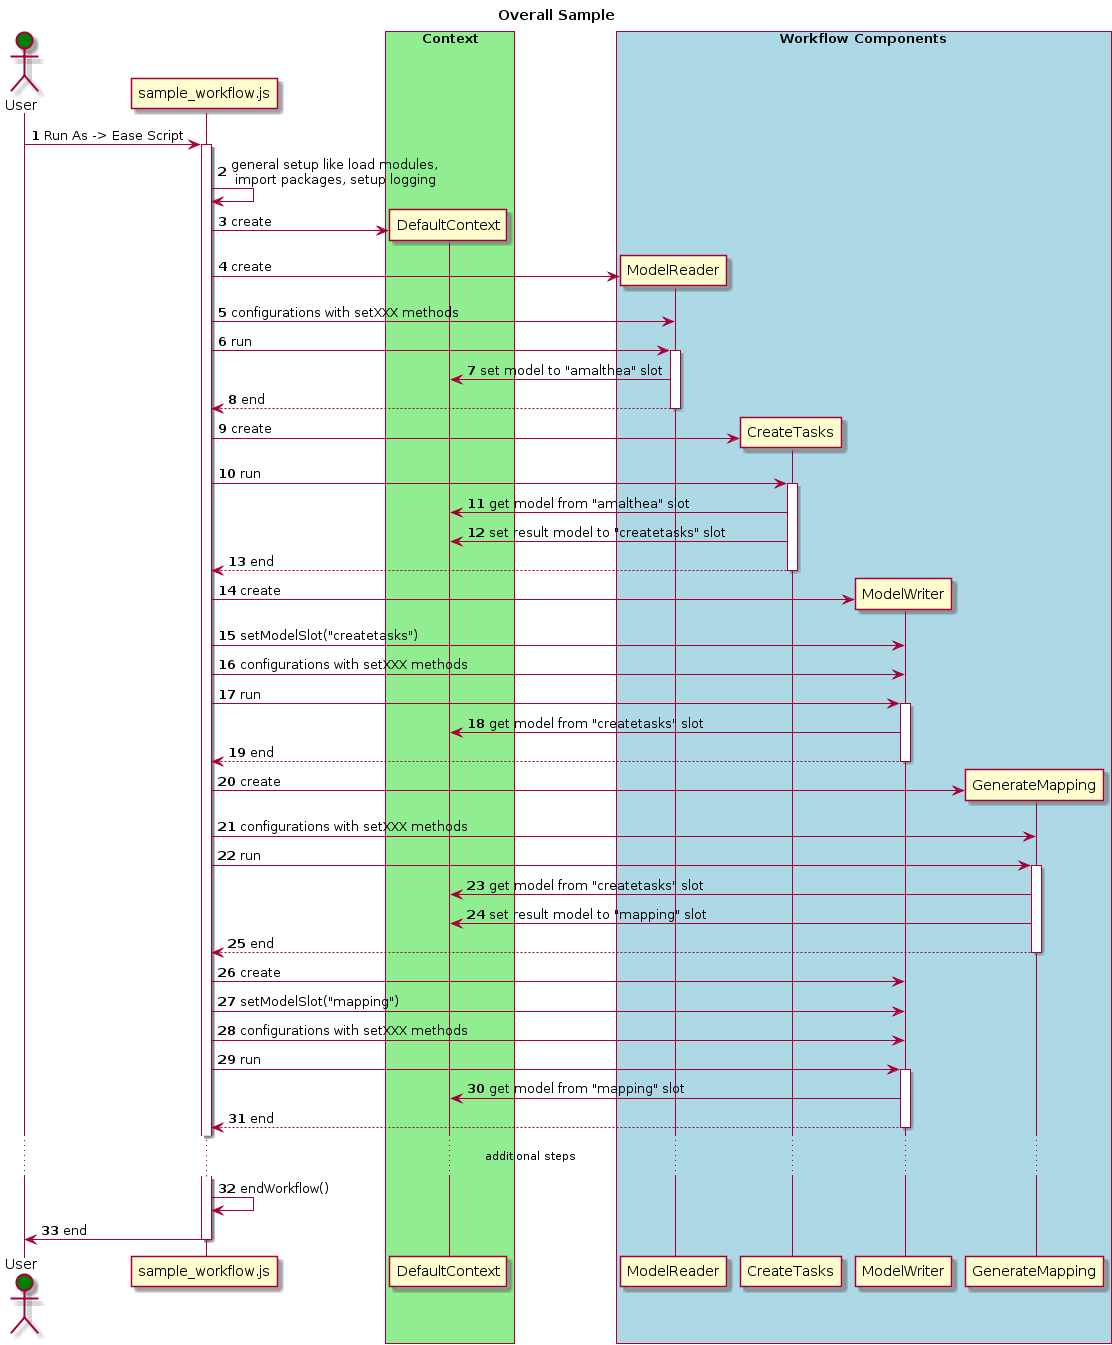 Overall Sample
Context
Workflow Components
User
sample_workflow.js
1 Run As -> Ease Script
2 general setup like load modules,
import packages, setup logging
3 create
DefaultContext
4 create
ModelReader
5 configurations with setXXX methods
6 run
7 set model to "amalthea" slot
8 end
9 create
CreateTasks
10 run
11 get model from "amalthea" slot
12 set result model to "createtasks" slot
13 end
14 create
ModelWriter
15 setModelSlot("createtasks")
16 configurations with setXXX methods
17 run
18 get model from "createtasks" slot
19 end
20 create
GenerateMapping
21 configurations with setXXX methods
22 run
23 get model from "createtasks" slot
24 set result model to "mapping" slot
25 end
26 create
27 setModelSlot("mapping")
28 configurations with setXXX methods
29 run
30 get model from "mapping" slot
31 end
additional steps
32 endWorkflow()
33 end
User
sample_workflow.js
DefaultContext
ModelReader
CreateTasks
ModelWriter
GenerateMapping